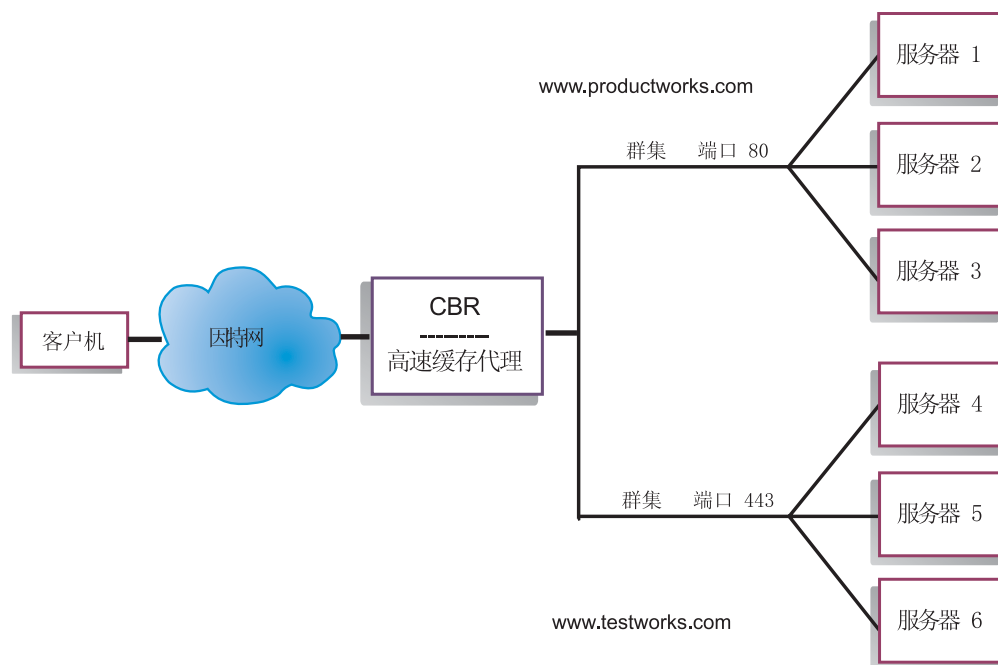 客户机
因特网
CBR
--------
高速缓存代理
www.productworks.com
群集 端口 80
服务器 1
服务器 2
服务器 3
群集 端口 443
www.testworks.com
服务器 4
服务器 5
服务器 6